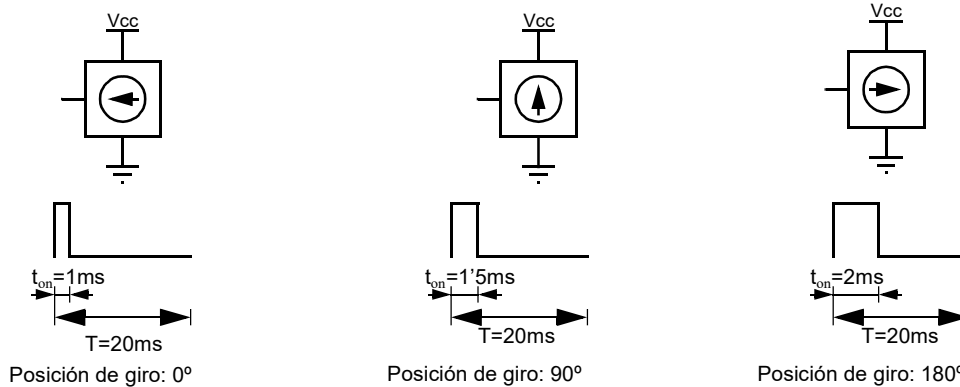 Vcc
Vcc
Vcc
ton=1ms
ton=1'5ms
ton=2ms
T=20ms
T=20ms
T=20ms
Posición de giro: 0º
Posición de giro: 90º
Posición de giro: 180º